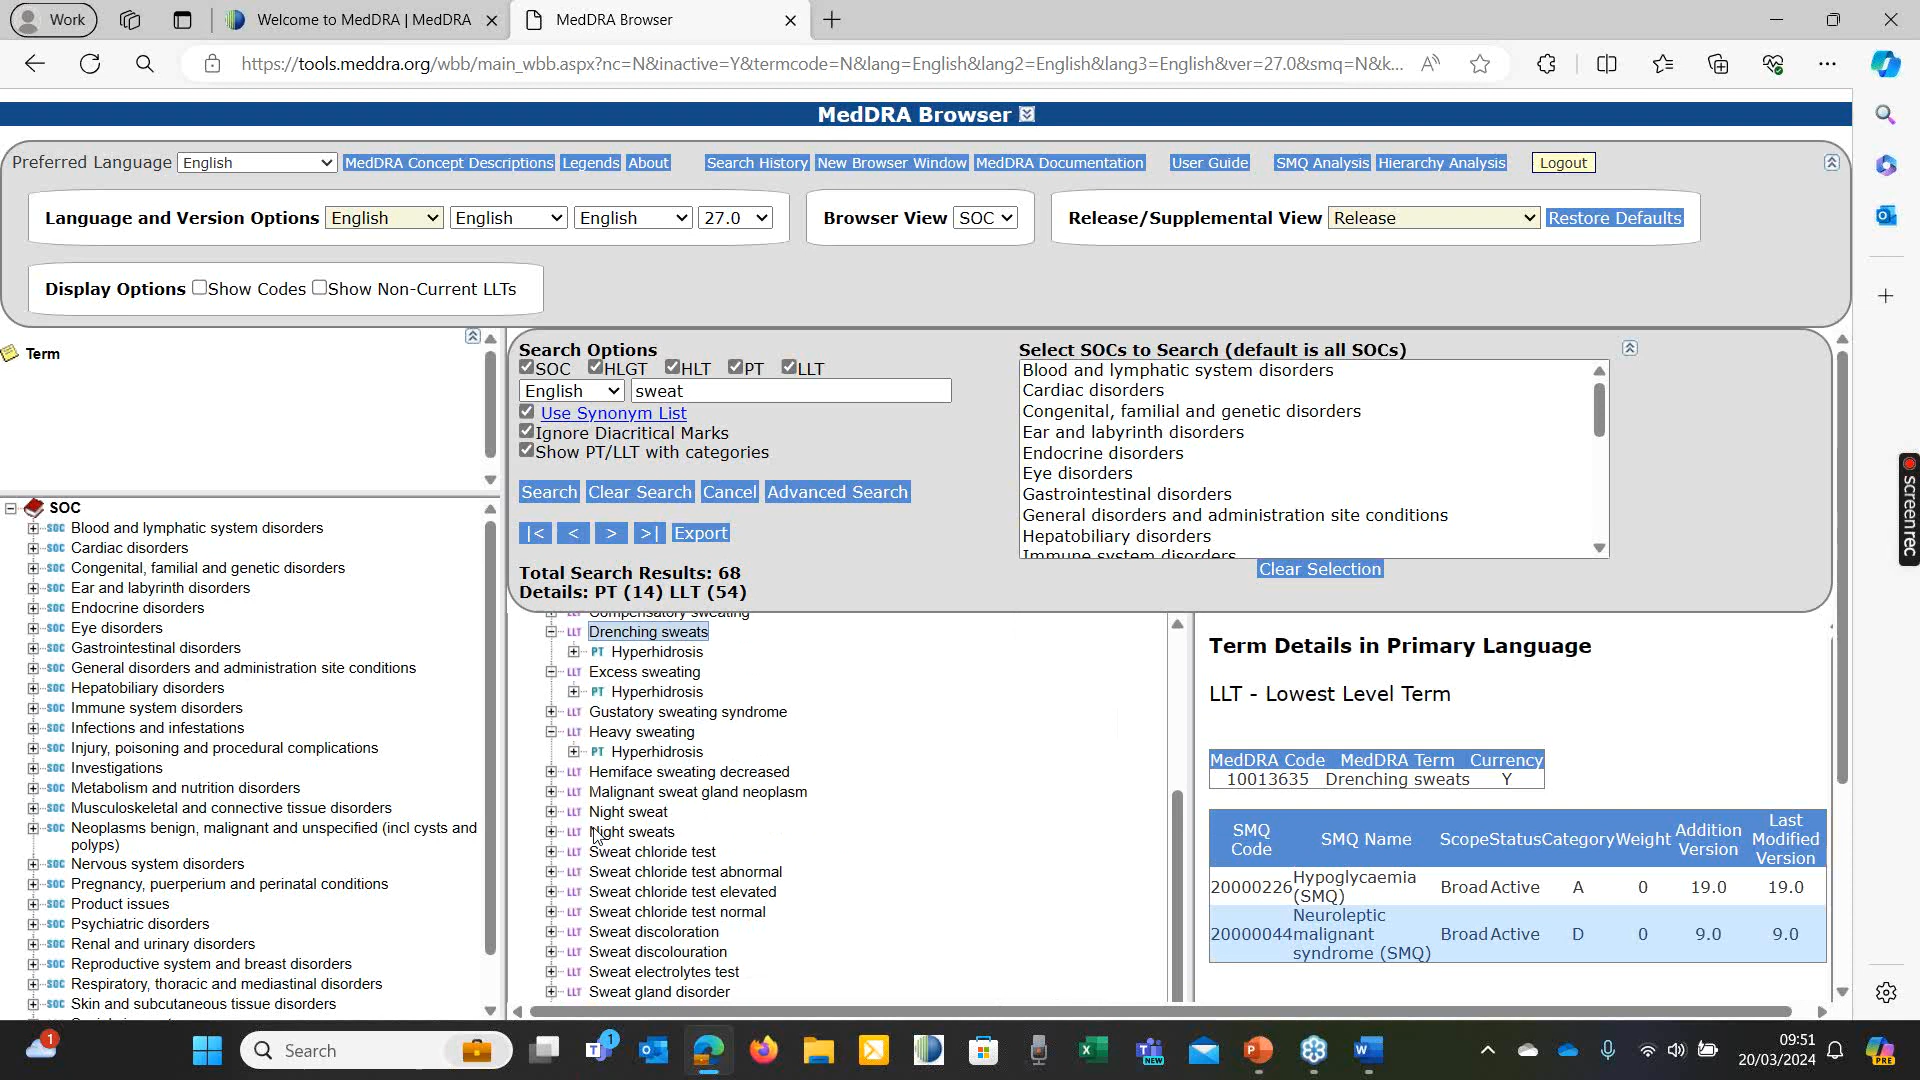 Work
Welcome to MedDRA | MedDRA
MedDRA Browser
https://tools.meddra.org/wbb/main_wbb.aspx?nc=N&inactive=Y&termcode=N&lang=English&lang2=English&lang3=English&ver=27.0&smq=N&k...
MedDRA Browser
Preferred Language English MedDRA Concept Descriptions Legends About Search History New Browser Window MedDRA Documentation User Guide SMQ Analysis Hierarchy Analysis Logout
Language and Version Options English English English 27.0 Browser View SOC Release/Supplemental View Release Restore Defaults
Display Options Show Codes Show Non-Current LLTs
Term
SOC
SOC Blood and lymphatic system disorders
SOC Cardiac disorders
SOC Congenital, familial and genetic disorders
SOC Ear and labyrinth disorders
SOC Endocrine disorders
SOC Eye disorders
SOC Gastrointestinal disorders
SOC General disorders and administration site conditions
SOC Hepatobiliary disorders
SOC Immune system disorders
SOC Infections and infestations
SOC Injury, poisoning and procedural complications
SOC Investigations
SOC Metabolism and nutrition disorders
SOC Musculoskeletal and connective tissue disorders
SOC Neoplasms benign, malignant and unspecified (incl cysts and
polyps)
SOC Nervous system disorders
SOC Pregnancy, puerperium and perinatal conditions
SOC Product issues
SOC Psychiatric disorders
SOC Renal and urinary disorders
SOC Reproductive system and breast disorders
SOC Respiratory, thoracic and mediastinal disorders
SOC Skin and subcutaneous tissue disorders
Search Options
SOC HLGT HLT PT LLT
English sweat
Use Synonym List
Ignore Diacritical Marks
Show PT/LLT with categories
Search Clear Search Cancel Advanced Search
|< < > >| Export
Total Search Results: 68
Details: PT (14) LLT (54)
Select SOCs to Search (default is all SOCs)
Blood and lymphatic system disorders
Cardiac disorders
Congenital, familial and genetic disorders
Ear and labyrinth disorders
Endocrine disorders
Eye disorders
Gastrointestinal disorders
General disorders and administration site conditions
Hepatobiliary disorders
Immune system disorders
Clear Selection
LLT Compensatory sweating
LLT Drenching sweats
PT Hyperhidrosis
LLT Excess sweating
PT Hyperhidrosis
LLT Gustatory sweating syndrome
LLT Heavy sweating
PT Hyperhidrosis
LLT Hemiface sweating decreased
LLT Malignant sweat gland neoplasm
LLT Night sweat
LLT Night sweats
LLT Sweat chloride test
LLT Sweat chloride test abnormal
LLT Sweat chloride test elevated
LLT Sweat chloride test normal
LLT Sweat discoloration
LLT Sweat discolouration
LLT Sweat electrolytes test
LLT Sweat gland disorder
Term Details in Primary Language
LLT - Lowest Level Term
MedDRA Code MedDRA Term Currency
10013635 Drenching sweats Y
SMQ Code SMQ Name Scope Status Category Weight Addition Version Last Modified Version
20000226 Hypoglycaemia (SMQ) Broad Active A 0 19.0 19.0
20000044 Neuroleptic malignant syndrome (SMQ) Broad Active D 0 9.0 9.0
screenrec
1
Search
1
NEW
09:51
20/03/2024
PRE